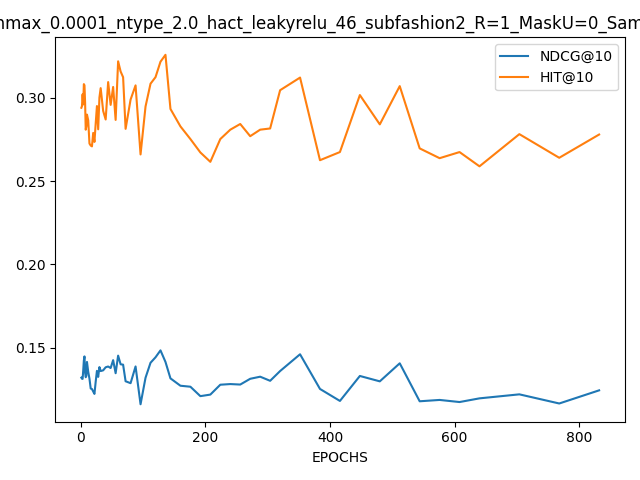 nmax_0.0001_ntype_2.0_hact_leakyrelu_46_subfashion2_R=1_MaskU=0_Sam
NDCG@10
HIT@10
0.30
0.25
0.20
0.15
0 200 400 600 800
EPOCHS